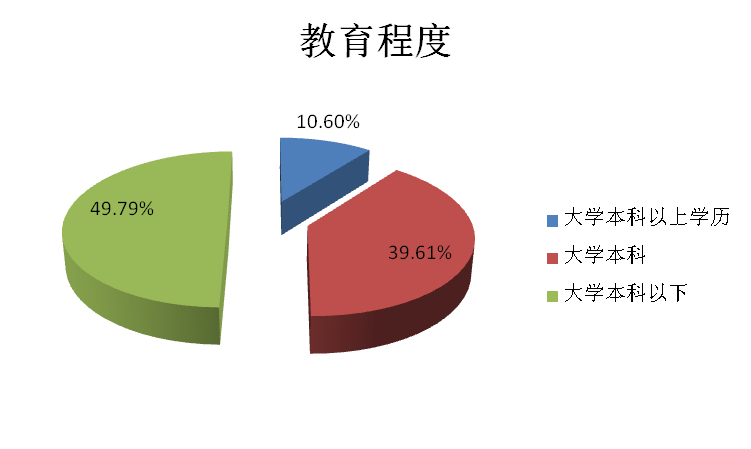 教育程度
10.60%
49.79%
39.61%
大学本科以上学历
大学本科
大学本科以下